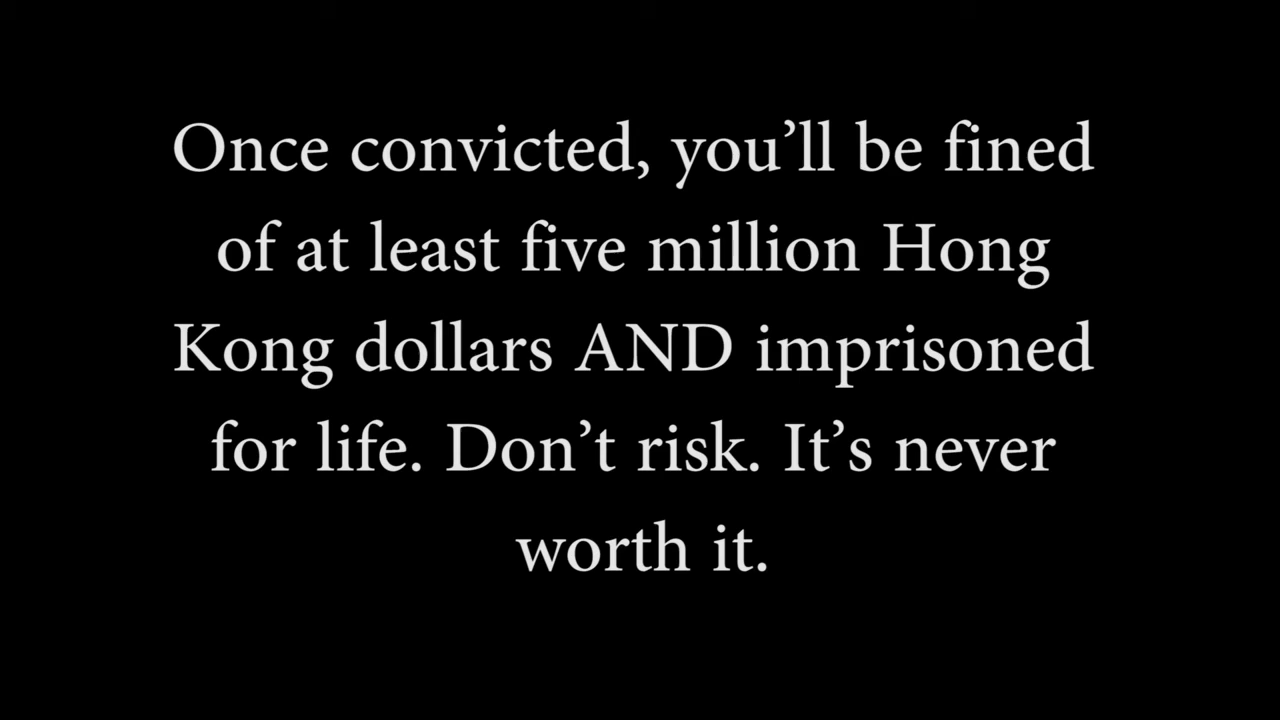 Once convicted, you’ll be fined
of at least five million Hong
Kong dollars AND imprisoned
for life. Don’t risk. It’s never
worth it.